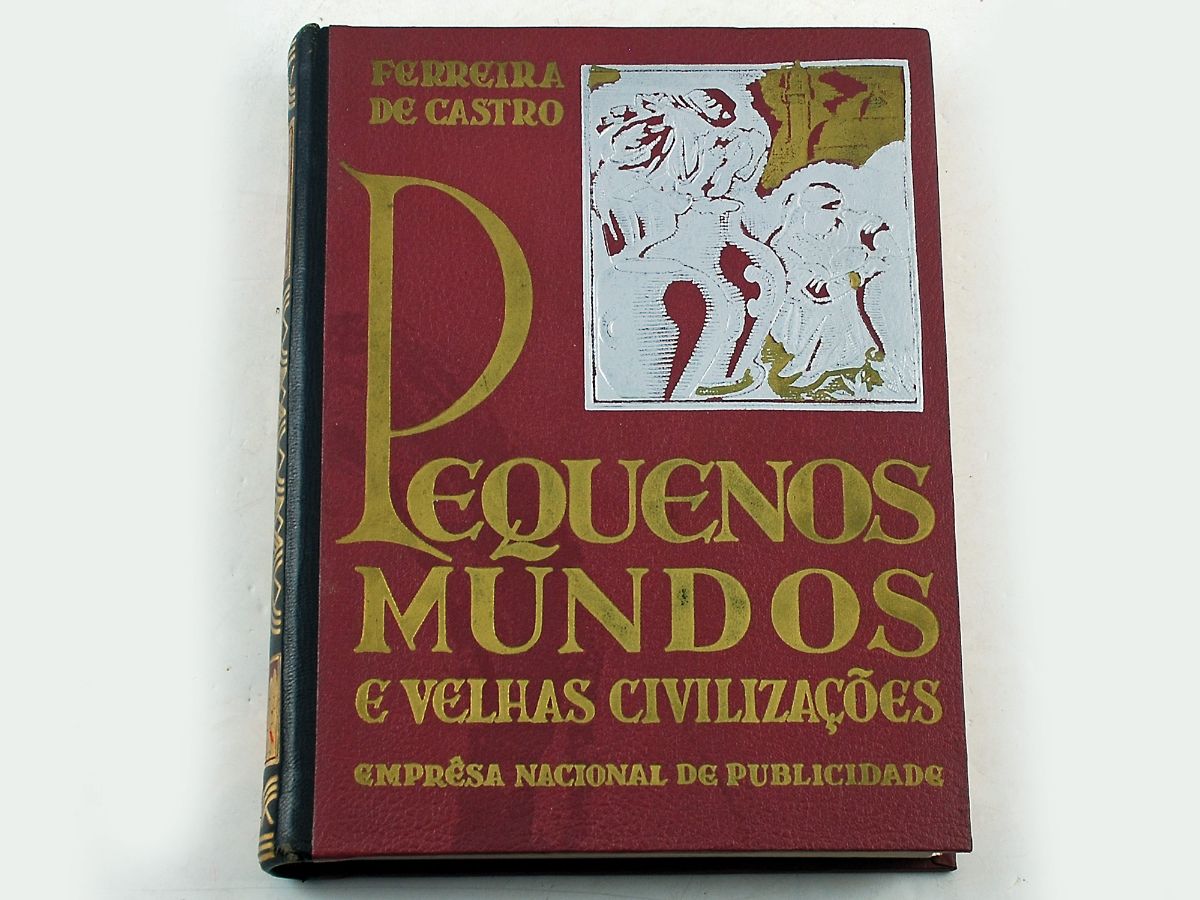 FERREIRA
DE CASTRO
PEQUENOS
MUNDOS
E VELHAS CIVILIZAÇÕES
EMPRÊSA NACIONAL DE PUBLICIDADE